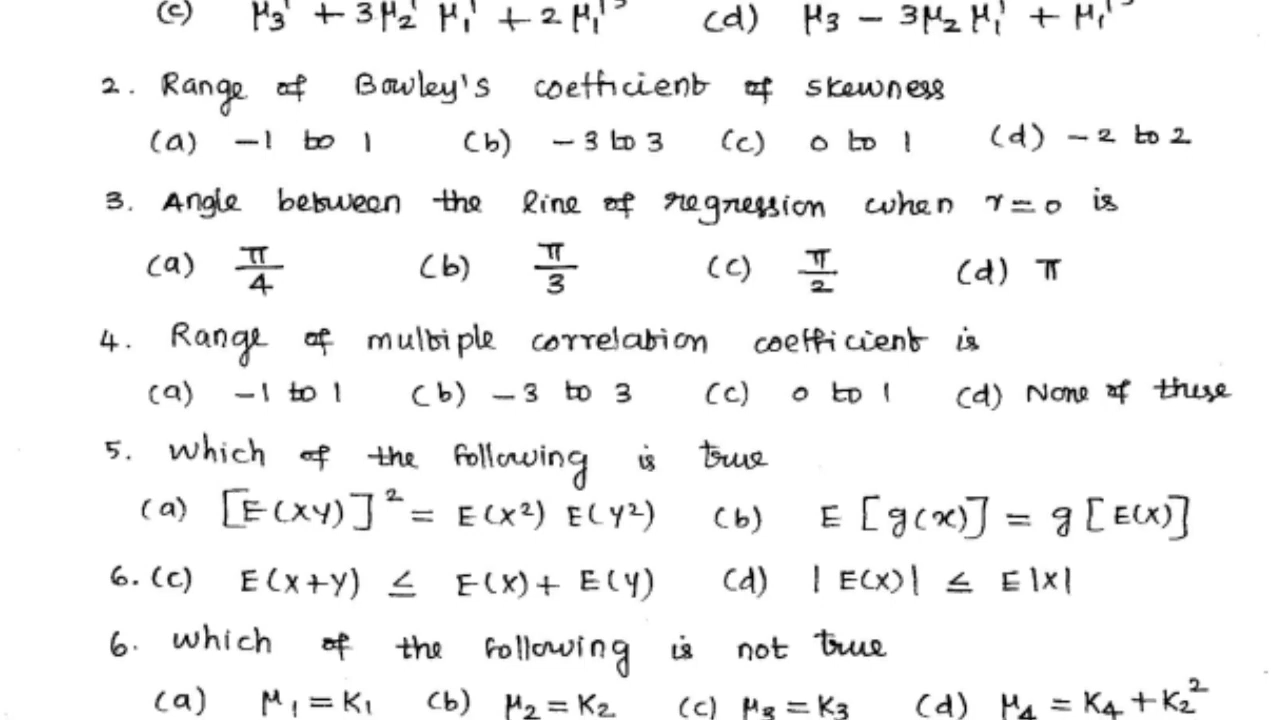 (c) μ₃' + 3μ₂' μ₁' + 2μ₁'³ (d) μ₃ - 3μ₂ μ₁' + μ₁'³
2. Range of Bowley's coefficient of skewness
(a) -1 to 1 (b) -3 to 3 (c) 0 to 1 (d) -2 to 2
3. Angle between the line of regression when r=0 is
(a) π/4 (b) π/3 (c) π/2 (d) π
4. Range of multiple correlation coefficient is
(a) -1 to 1 (b) -3 to 3 (c) 0 to 1 (d) None of these
5. which of the following is true
(a) [E(XY)]² = E(X²) E(Y²) (b) E[g(x)] = g[E(X)]
6. (c) E(X+Y) ≤ E(X) + E(Y) (d) |E(X)| ≤ E|X|
6. which of the following is not true
(a) μ₁ = K₁ (b) μ₂ = K₂ (c) μ₃ = K₃ (d) μ₄ = K₄ + K₂²